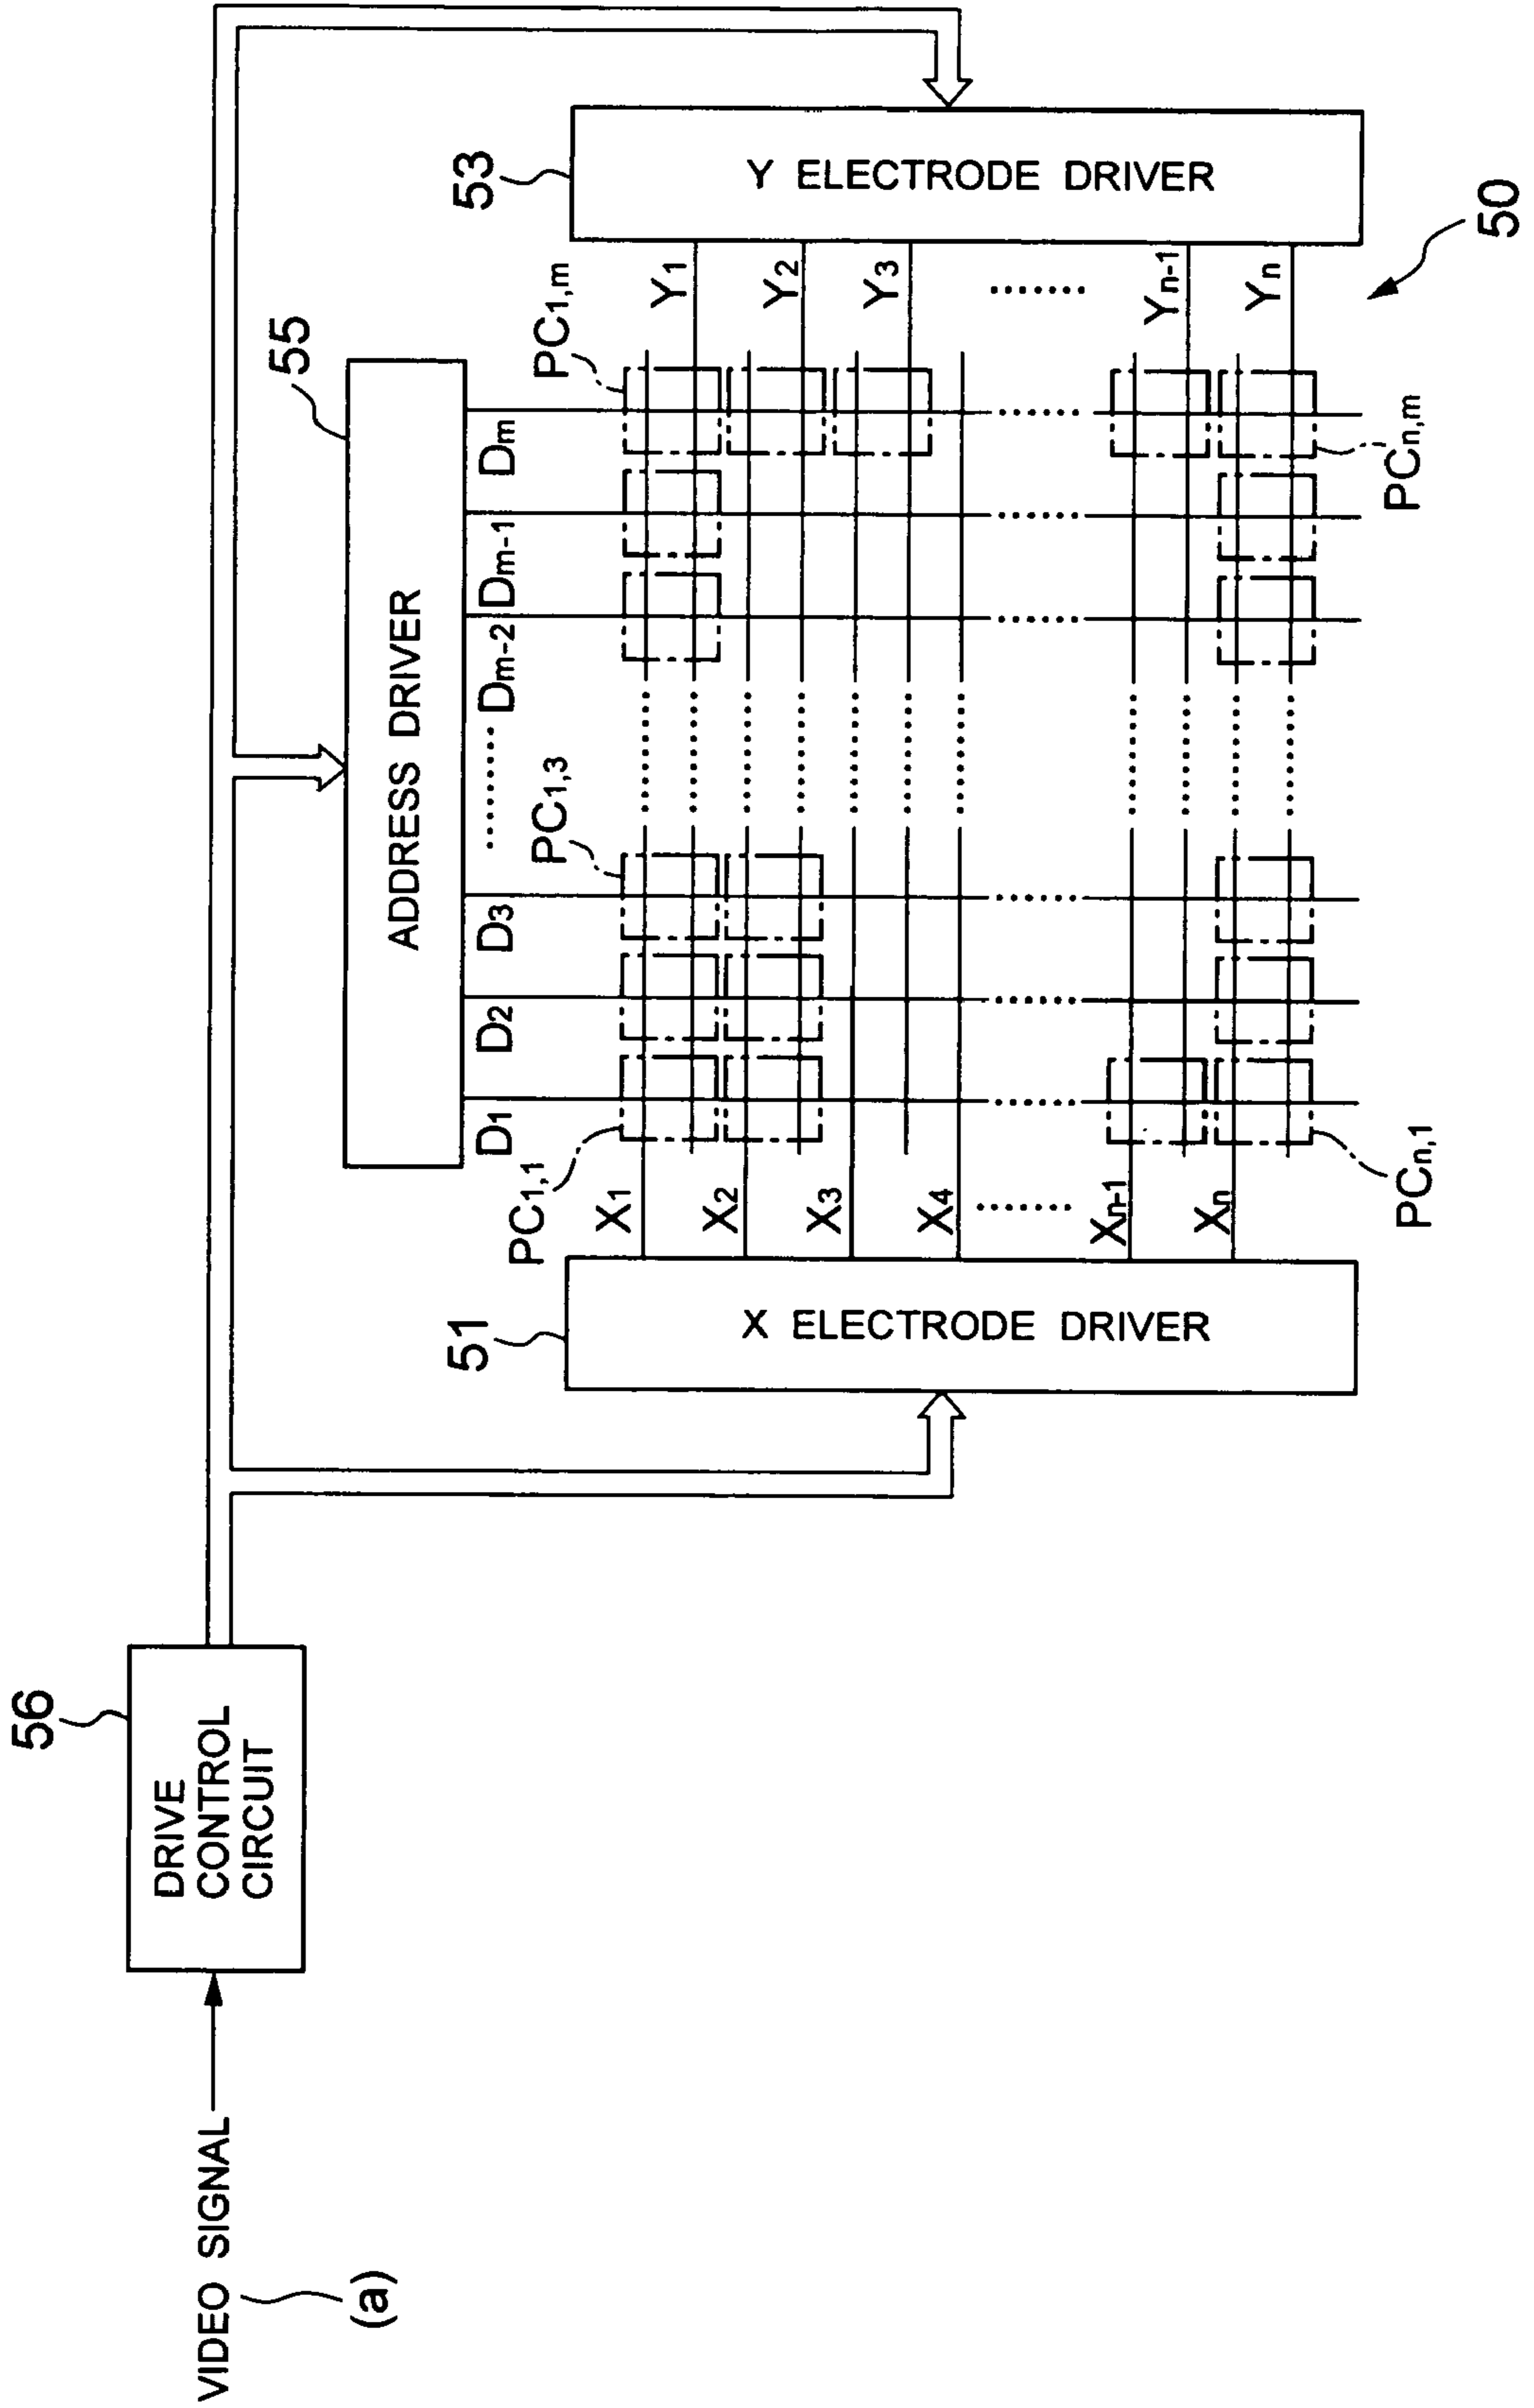 56
DRIVE
CONTROL
CIRCUIT
VIDEO SIGNAL
(a)
55
ADDRESS DRIVER
D1
D2
D3
........
Dm-2
Dm-1
Dm
PC1,1
PC1,3
PC1,m
51
X ELECTRODE DRIVER
X1
X2
X3
X4
........
Xn-1
Xn
53
Y ELECTRODE DRIVER
Y1
Y2
Y3
........
Yn-1
Yn
PCn,1
PCn,m
50